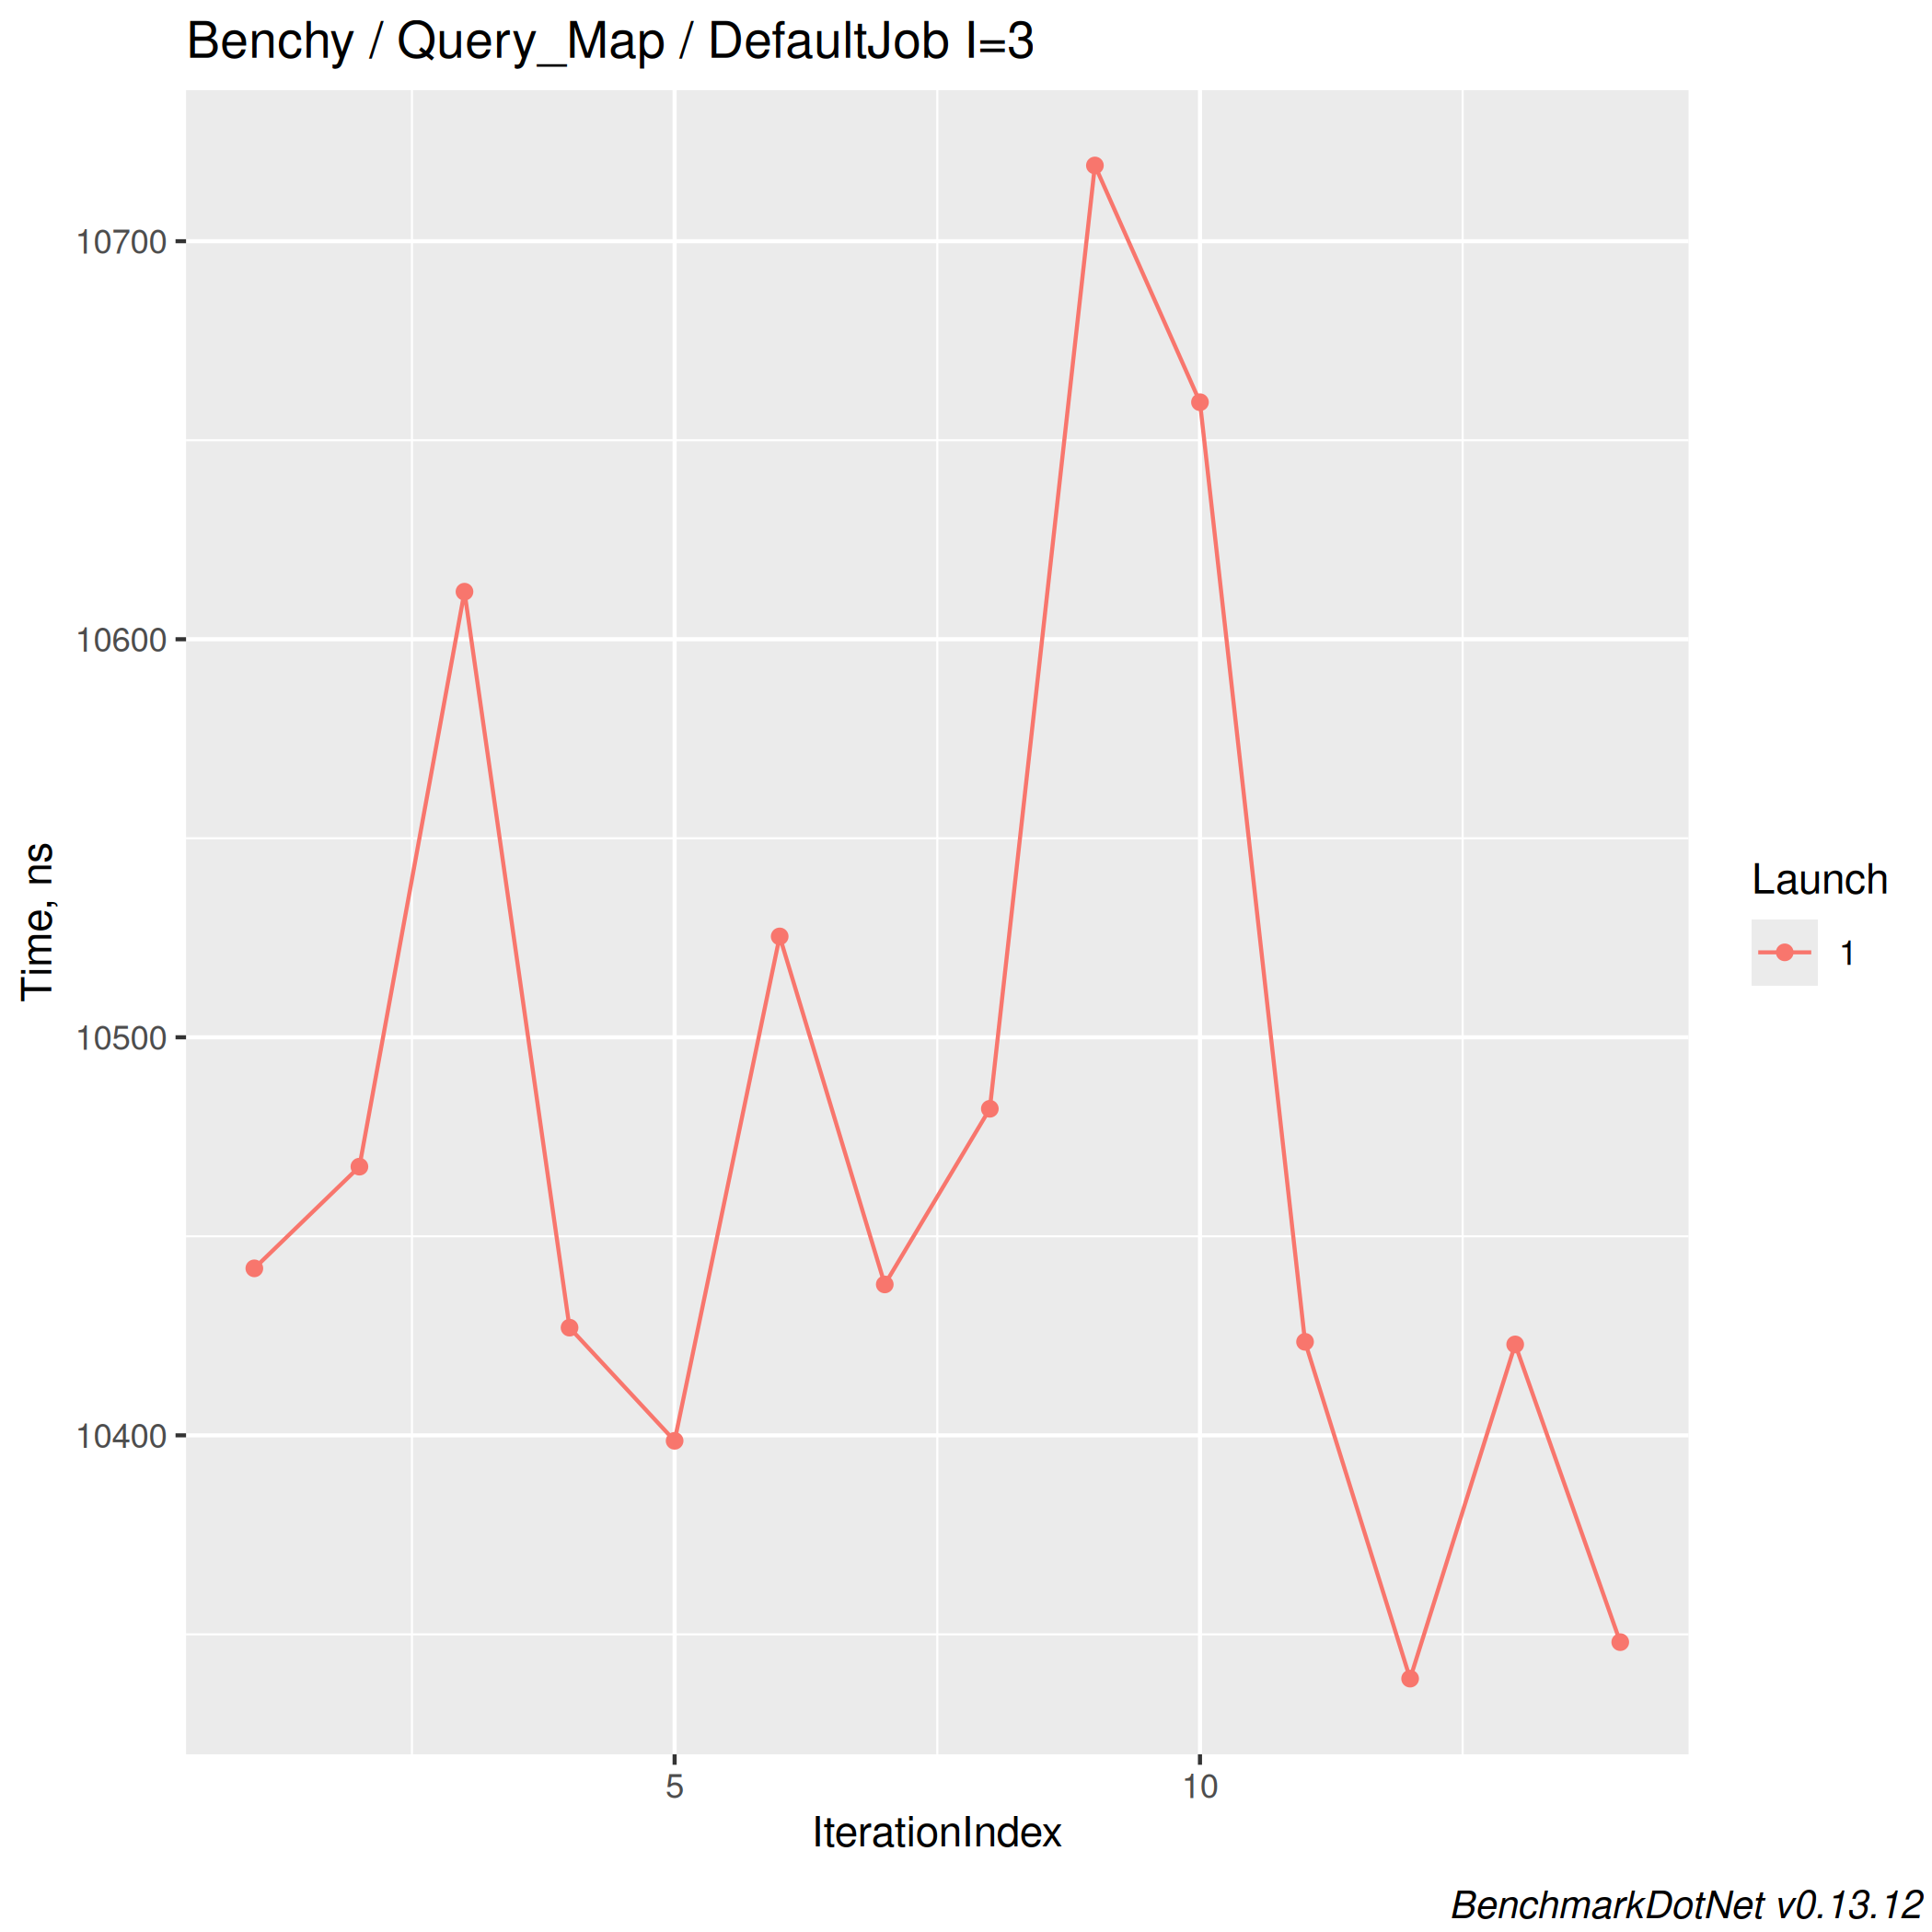 Benchy / Query_Map / DefaultJob I=3
10700
10600
10500
10400
Time, ns
5
10
IterationIndex
Launch
1
BenchmarkDotNet v0.13.12